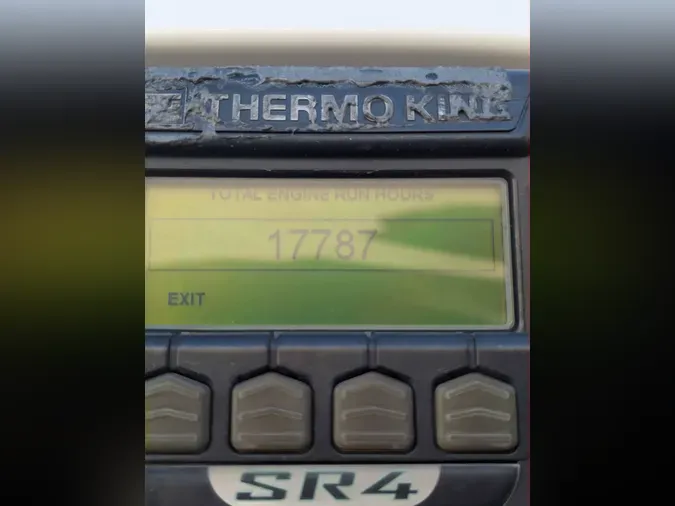 THERMO KING
TOTAL ENGINE RUN HOURS
17787
EXIT
SR4